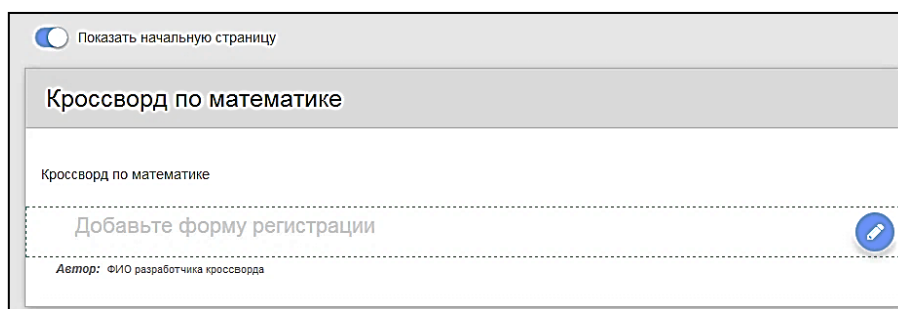 Показать начальную страницу
Кроссворд по математике
Кроссворд по математике
Добавьте форму регистрации
Автор: ФИО разработчика кроссворда